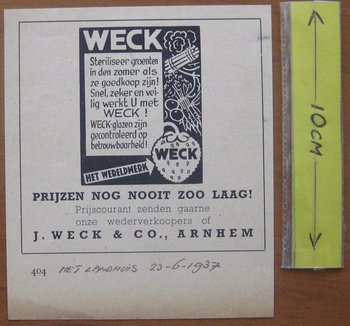 WECK
Steriliseer groenten
in den zomer als
ze goedkoop zijn!
Snel, zeker en vei-
lig werkt U met
WECK !
WECK-glazen zijn
gecontroleerd op
betrouwbaarheid!
HET WERELDMERK
WECK
PRIJZEN NOG NOOIT ZOO LAAG!
Prijscourant zenden gaarne
onze wederverkoopers of
J. WECK & CO., ARNHEM
494 HET LANDHUIS 23-6-1937
10CM